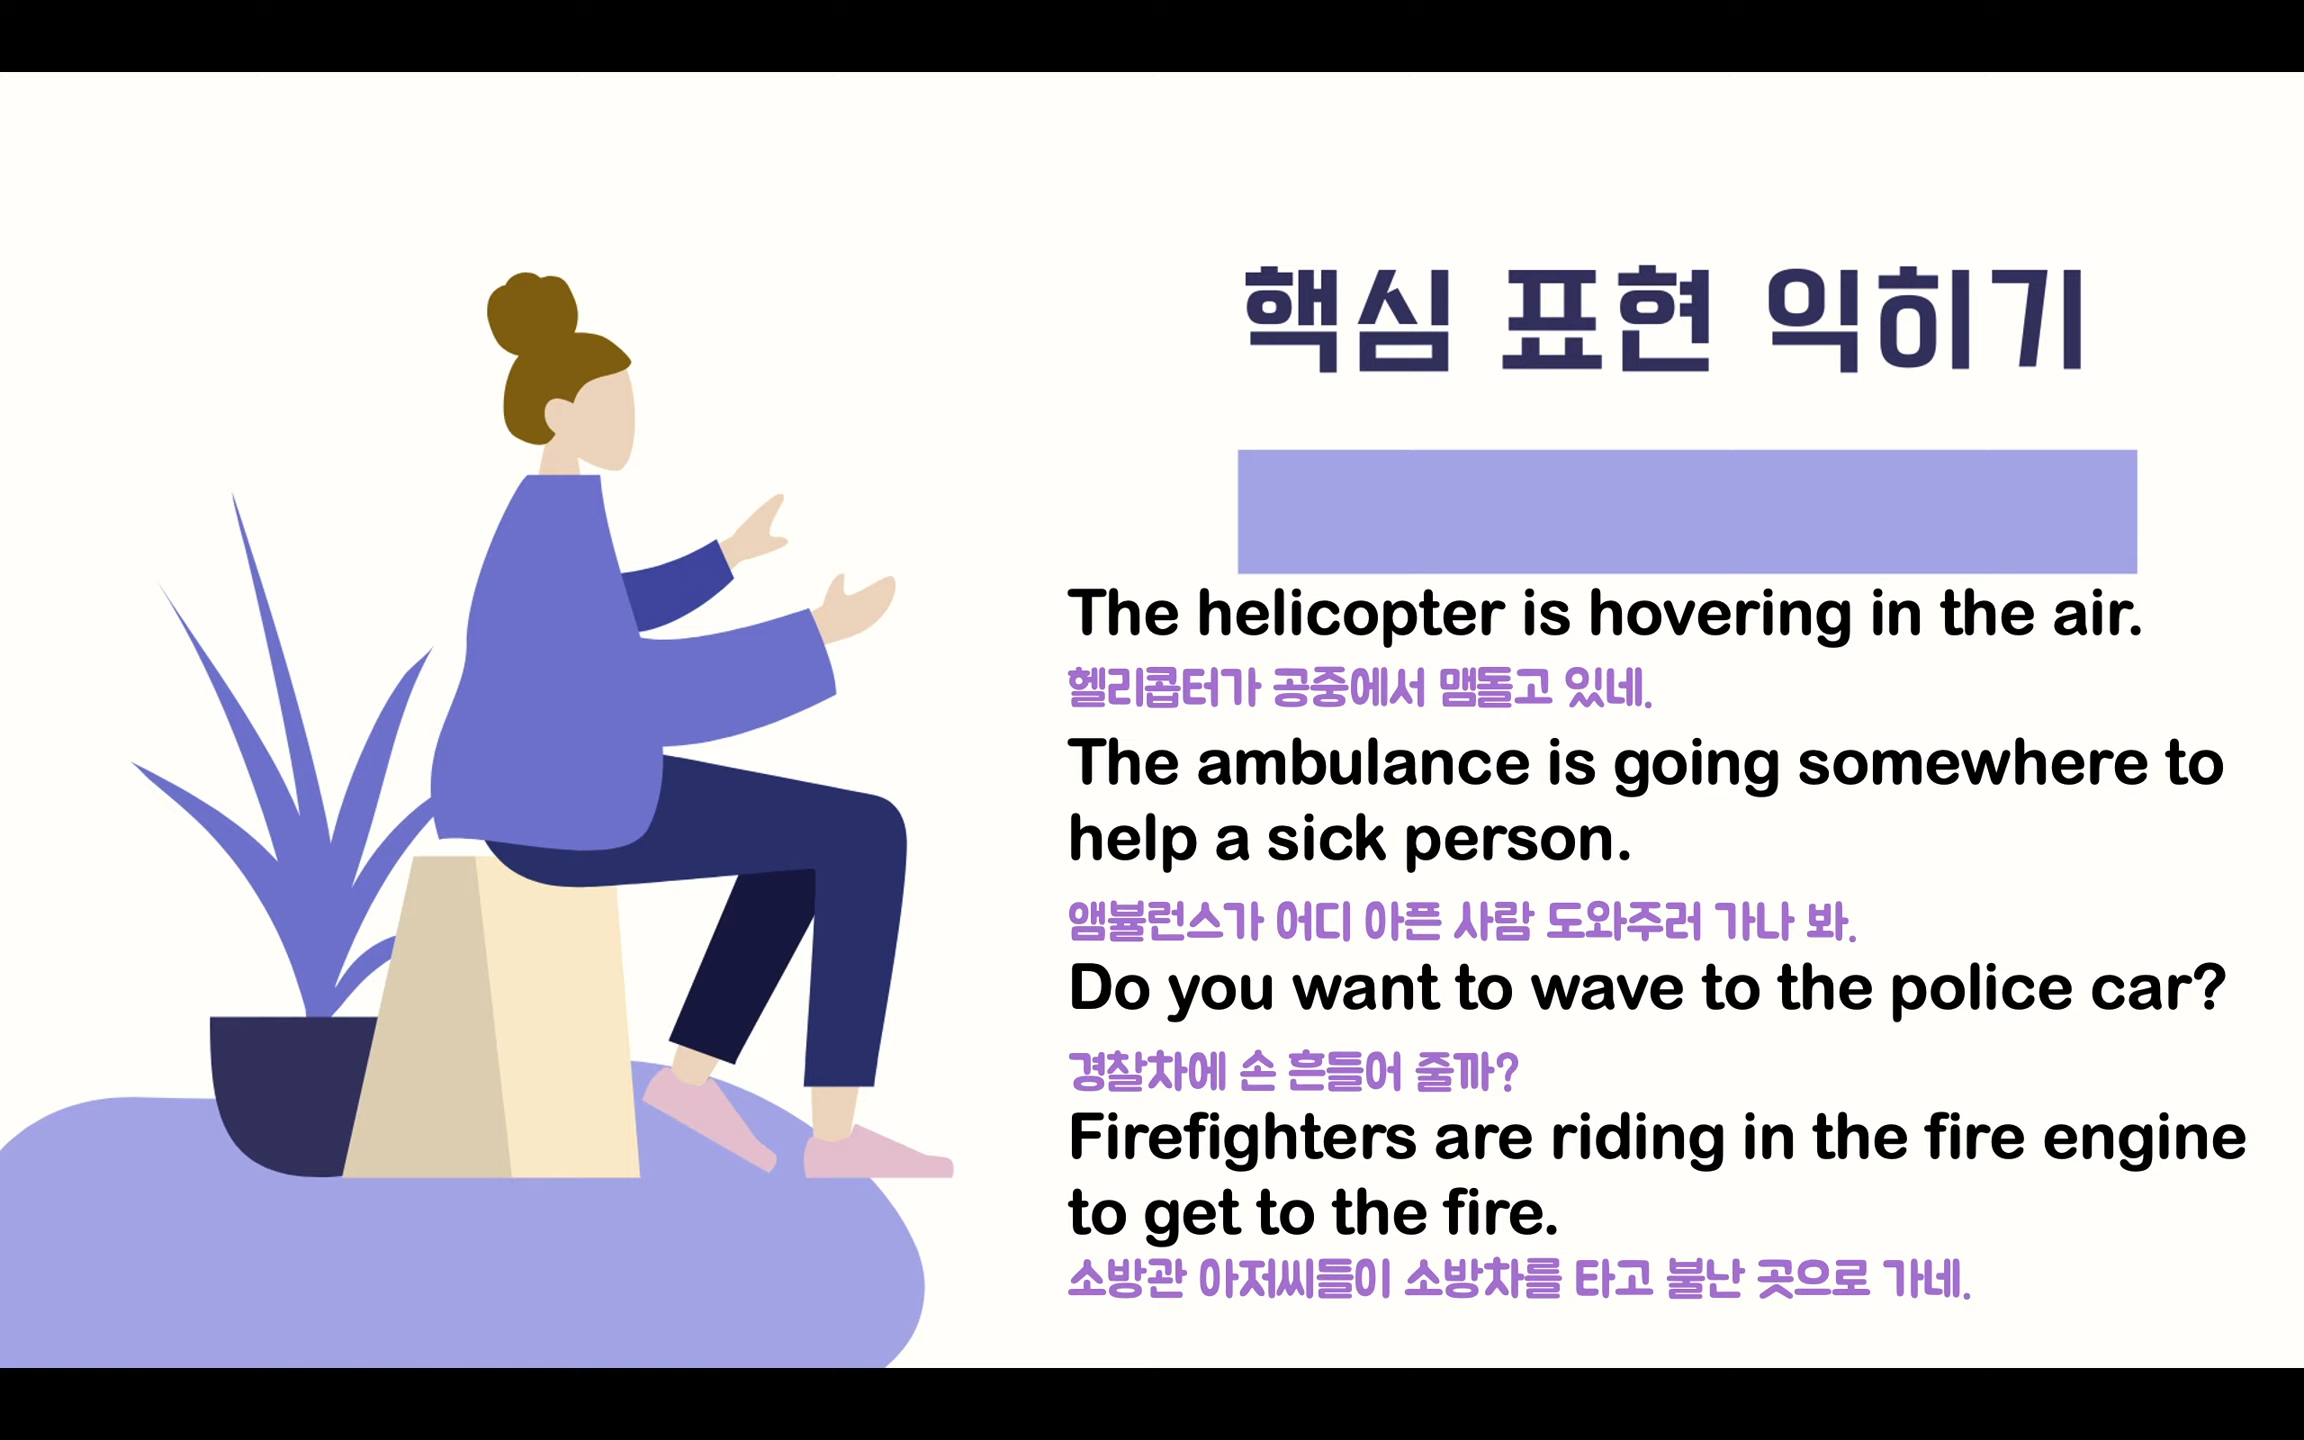 핵심 표현 익히기
The helicopter is hovering in the air.
헬리콥터가 공중에서 맴돌고 있네.
The ambulance is going somewhere to
help a sick person.
앰뷸런스가 어디 아픈 사람 도와주러 가나 봐.
Do you want to wave to the police car?
경찰차에 손 흔들어 줄까?
Firefighters are riding in the fire engine
to get to the fire.
소방관 아저씨들이 소방차를 타고 불난 곳으로 가네.